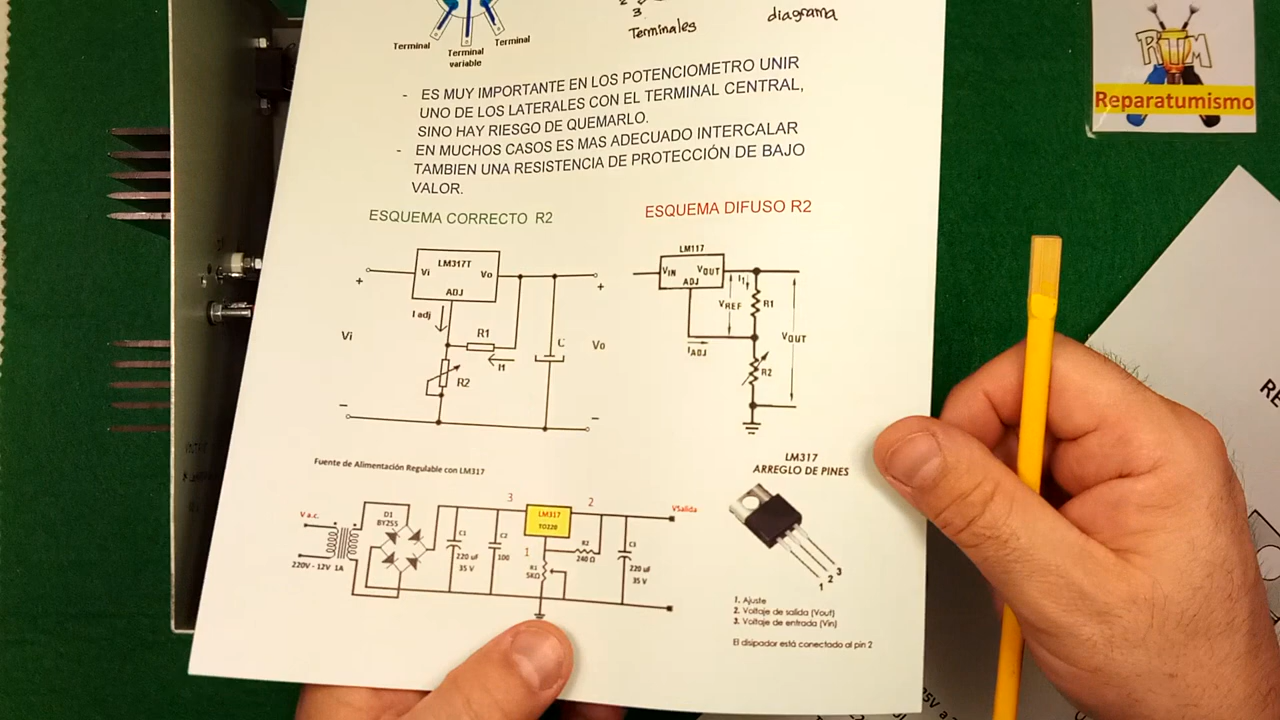 Terminal
Terminal
variable
Terminal
3
Terminales
diagrama
RTM
Reparatumismo
- ES MUY IMPORTANTE EN LOS POTENCIOMETRO UNIR
UNO DE LOS LATERALES CON EL TERMINAL CENTRAL,
SINO HAY RIESGO DE QUEMARLO.
- EN MUCHOS CASOS ES MAS ADECUADO INTERCALAR
TAMBIEN UNA RESISTENCIA DE PROTECCIÓN DE BAJO
VALOR.
ESQUEMA CORRECTO R2
LM317T
Vi
Vo
ADJ
+
+
I adj
R1
I1
C
Vi
Vo
R2
–
–
ESQUEMA DIFUSO R2
LM117
VIN
VOUT
ADJ
I1
VREF
R1
VOUT
IADJ
R2
Fuente de Alimentación Regulable con LM317
V a.c.
220V - 12V 1A
D1
BY255
C1
220 uF
35 V
C2
100
3
LM317
TO220
2
1
R2
240 Ω
R1
5KΩ
C3
220 uF
35 V
VSalida
LM317
ARREGLO DE PINES
3
2
1
1. Ajuste
2. Voltaje de salida (Vout)
3. Voltaje de entrada (Vin)
El disipador está conectado al pin 2